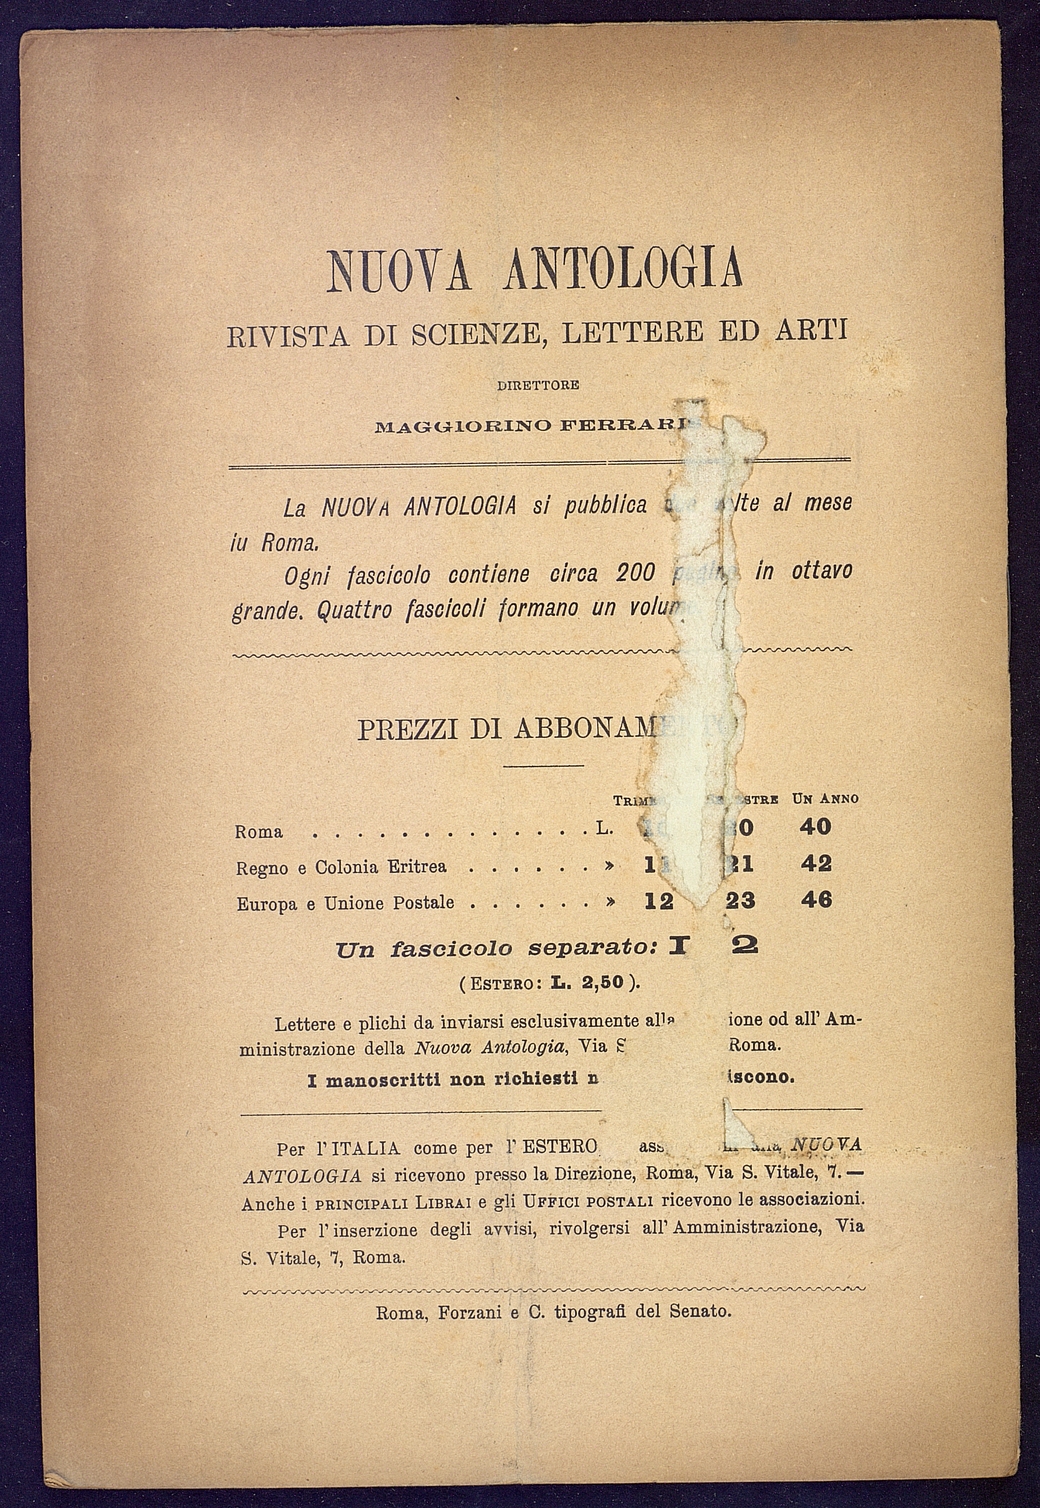 NUOVA ANTOLOGIA
RIVISTA DI SCIENZE, LETTERE ED ARTI
DIRETTORE
MAGGIORINO FERRARI
La NUOVA ANTOLOGIA si pubblica al mese
iu Roma.
Ogni fascicolo contiene circa 200 pagine in ottavo
grande. Quattro fascicoli formano un
PREZZI DI
UN ANNO
Roma . . . . . . . . . . . . . L. 40
Regno e Colonia Eritrea . . . . . . » 11 21 42
Europa e Unione Postale . . . . . . » 12 23 46
Un fascicolo separato: 2
(ESTERO: L. 2,50).
Lettere e plichi da inviarsi esclusivamente alla od all' Am-
ministrazione della Nuova Antologia, Via S Roma.
I manoscritti non richiesti
Per l'ITALIA come per l'ESTERO alla NUOVA
ANTOLOGIA si ricevono presso la Direzione, Roma, Via S. Vitale, 7. —
Anche i PRINCIPALI LIBRAI e gli UFFICI POSTALI ricevono le associazioni.
Per l'inserzione degli avvisi, rivolgersi all' Amministrazione, Via
S. Vitale, 7, Roma.
Roma, Forzani e C. tipografi del Senato.